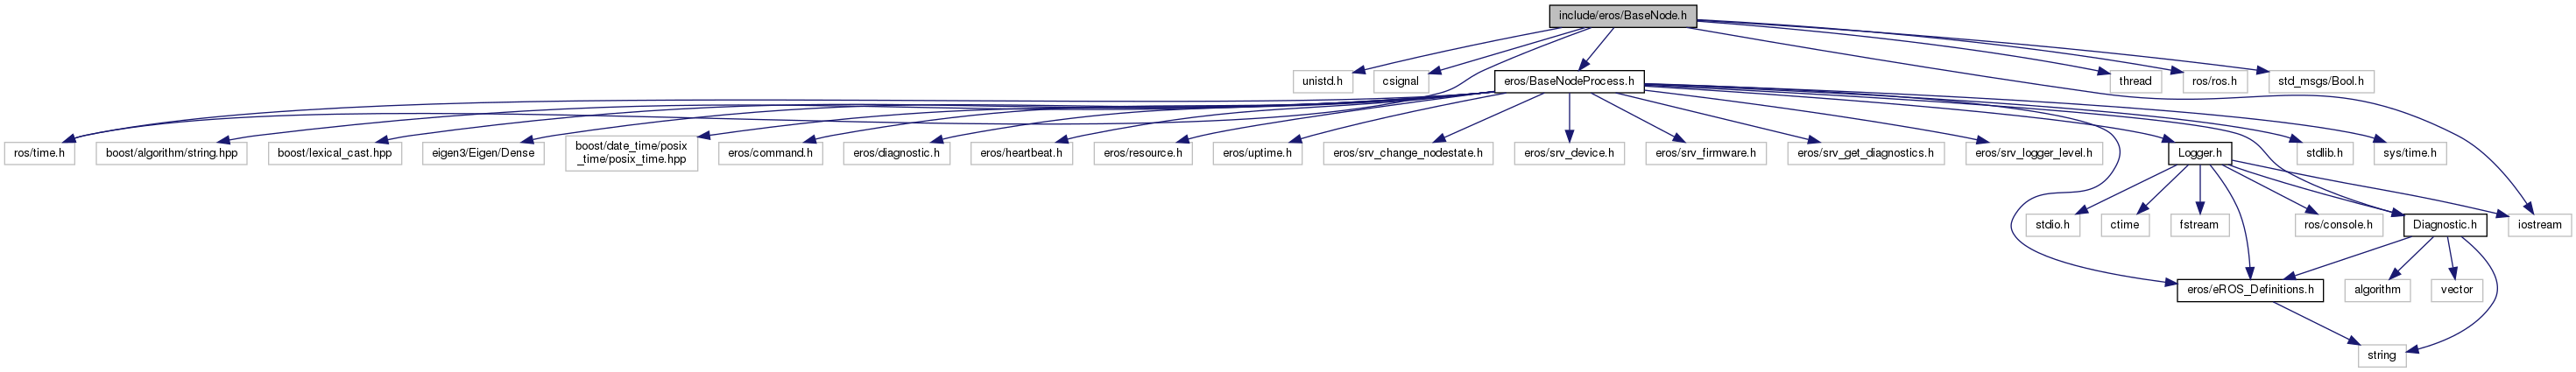 include/eros/BaseNode.h
unistd.h
csignal
eros/BaseNodeProcess.h
thread
ros/ros.h
std_msgs/Bool.h
ros/time.h
boost/algorithm/string.hpp
boost/lexical_cast.hpp
eigen3/Eigen/Dense
boost/date_time/posix
_time/posix_time.hpp
eros/command.h
eros/diagnostic.h
eros/heartbeat.h
eros/resource.h
eros/uptime.h
eros/srv_change_nodestate.h
eros/srv_device.h
eros/srv_firmware.h
eros/srv_get_diagnostics.h
eros/srv_logger_level.h
Logger.h
stdlib.h
sys/time.h
stdio.h
ctime
fstream
ros/console.h
Diagnostic.h
iostream
eros/eROS_Definitions.h
algorithm
vector
string